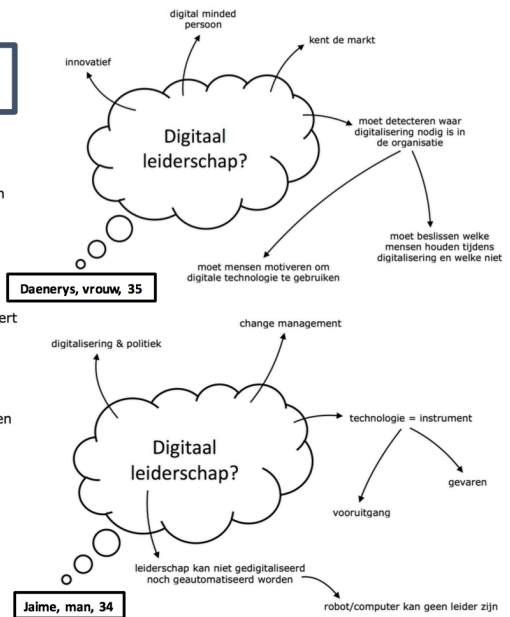 digital minded
persoon
kent de markt
innovatief
Digitaal
leiderschap?
moet detecteren waar
digitalisering nodig is in
de organisatie
moet beslissen welke
mensen houden tijdens
digitalisering en welke niet
moet mensen motiveren om
digitale technologie te gebruiken
Daenerys, vrouw, 35
change management
digitalisering & politiek
Digitaal
leiderschap?
technologie = instrument
gevaren
vooruitgang
leiderschap kan niet gedigitaliseerd
noch geautomatiseerd worden
robot/computer kan geen leider zijn
Jaime, man, 34